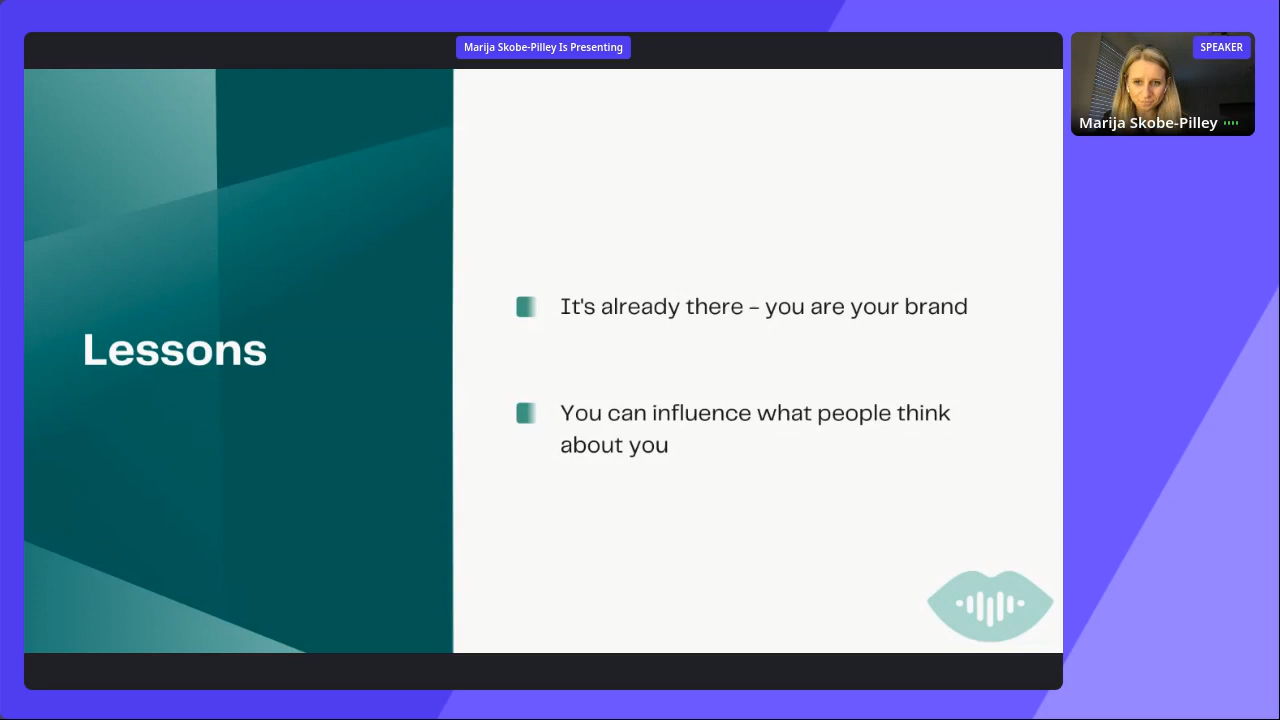 Marija Skobe-Pilley Is Presenting
SPEAKER
Marija Skobe-Pilley
Lessons
It's already there - you are your brand
You can influence what people think
about you